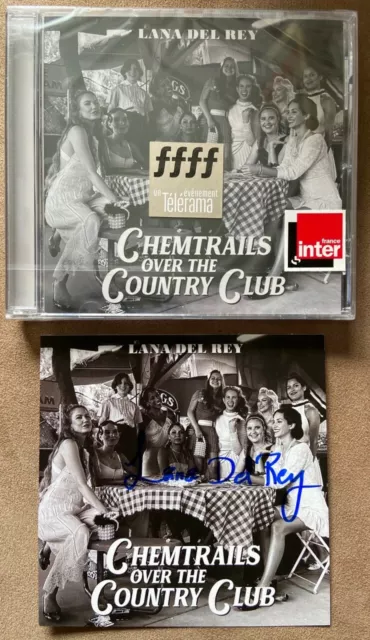 LANA DEL REY
ffff
un événement
Télérama
france
inter
CHEMTRAILS
OVER THE
COUNTRY CLUB
LANA DEL REY
Lana Del Rey
CHEMTRAILS
OVER THE
COUNTRY CLUB